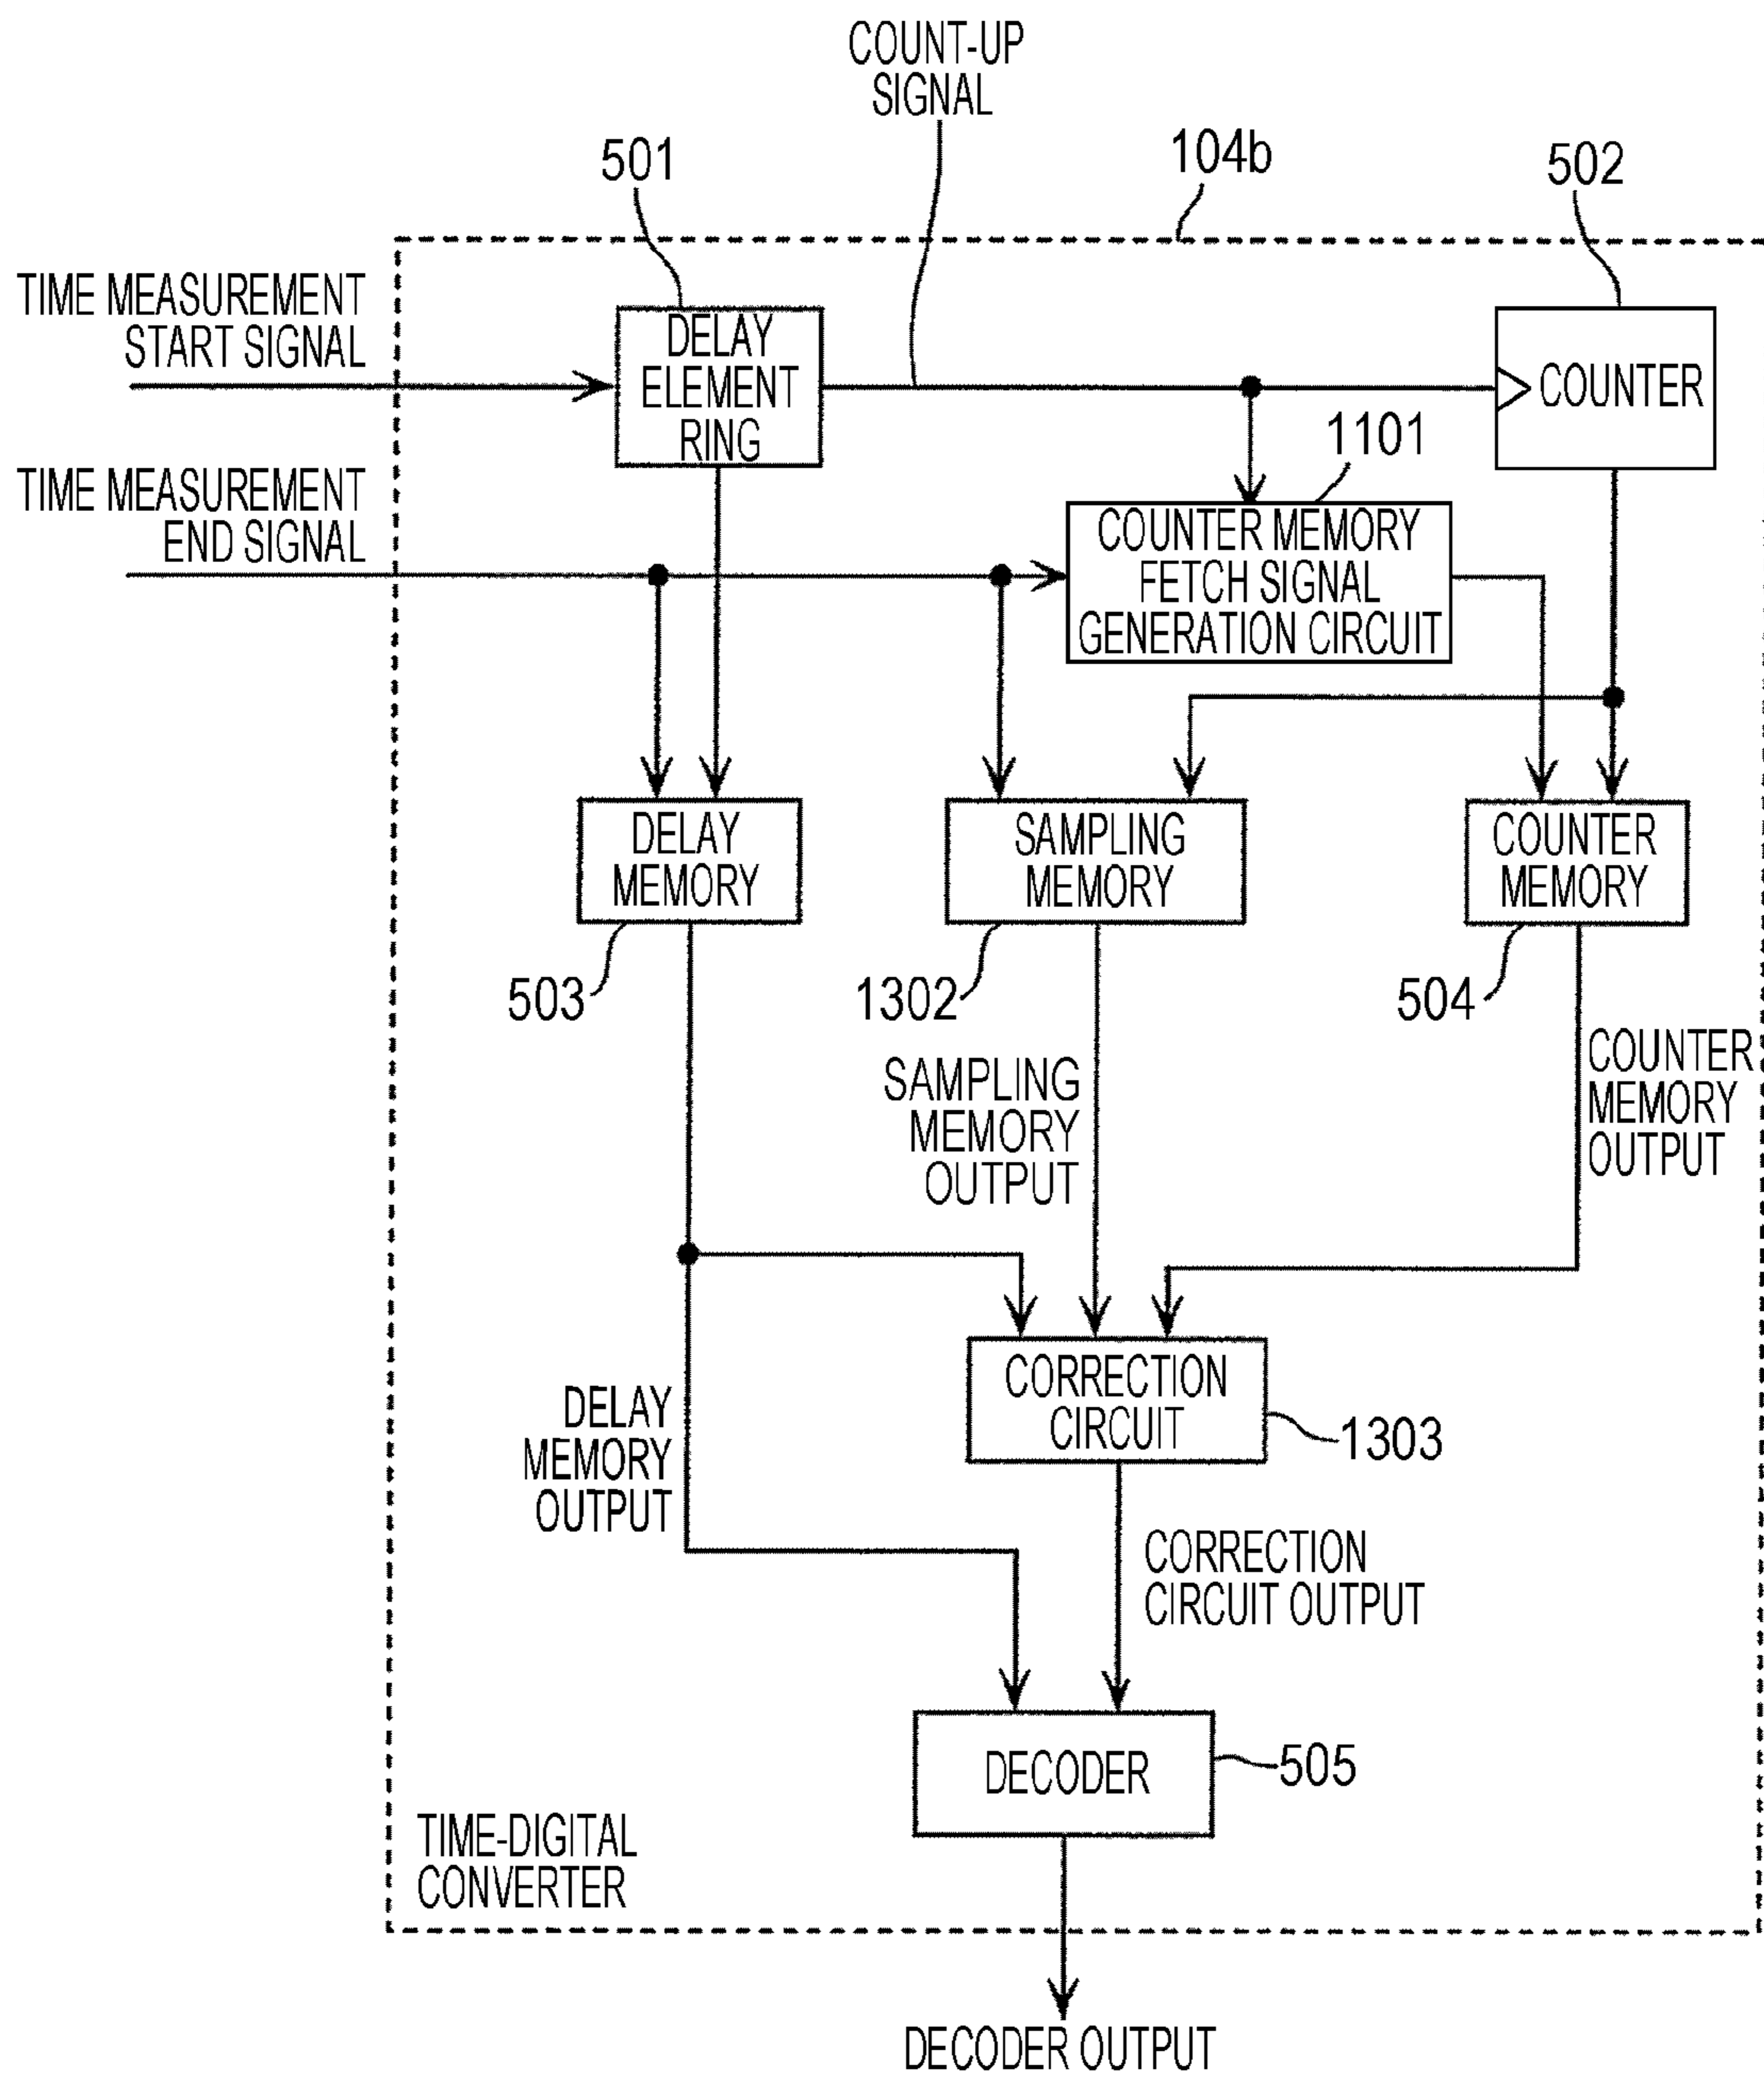 COUNT-UP
SIGNAL
501
104b
502
TIME MEASUREMENT
START SIGNAL
DELAY
ELEMENT
RING
COUNTER
1101
TIME MEASUREMENT
END SIGNAL
COUNTER MEMORY
FETCH SIGNAL
GENERATION CIRCUIT
DELAY
MEMORY
SAMPLING
MEMORY
COUNTER
MEMORY
503
1302
504
SAMPLING
MEMORY
OUTPUT
COUNTER
MEMORY
OUTPUT
CORRECTION
CIRCUIT
1303
DELAY
MEMORY
OUTPUT
CORRECTION
CIRCUIT OUTPUT
DECODER
505
TIME-DIGITAL
CONVERTER
DECODER OUTPUT